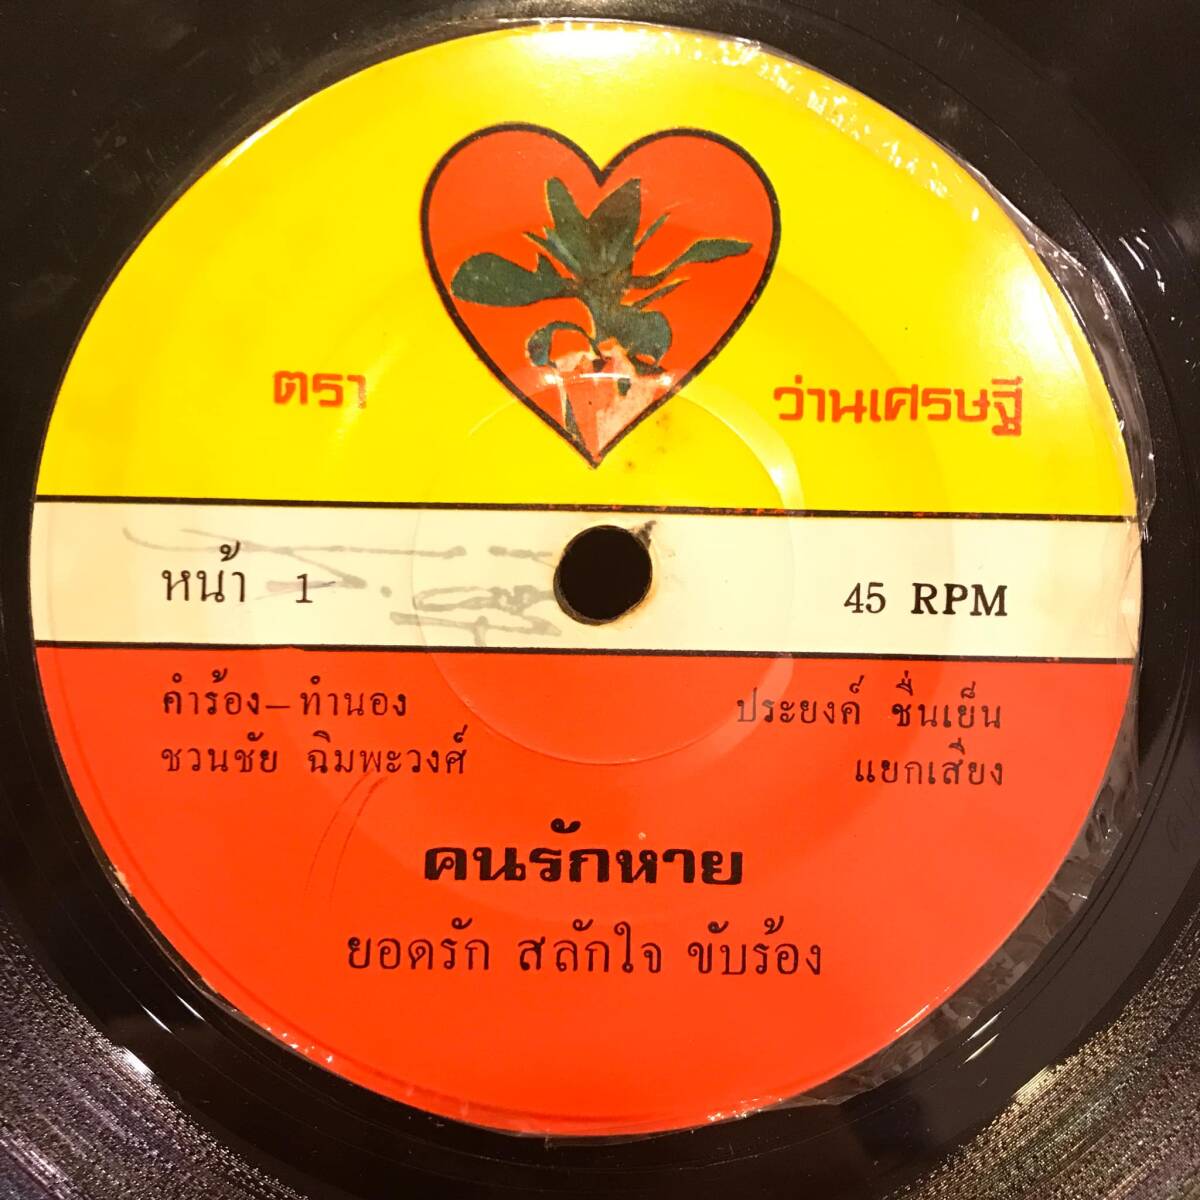 ตรา ว่านเศรษฐี
หน้า 1 45 RPM
คำร้อง–ทำนอง
ชวนชัย ฉิมพะวงศ์
ประยงค์ ชื่นเย็น
แยกเสียง
คนรักหาย
ยอดรัก สลักใจ ขับร้อง